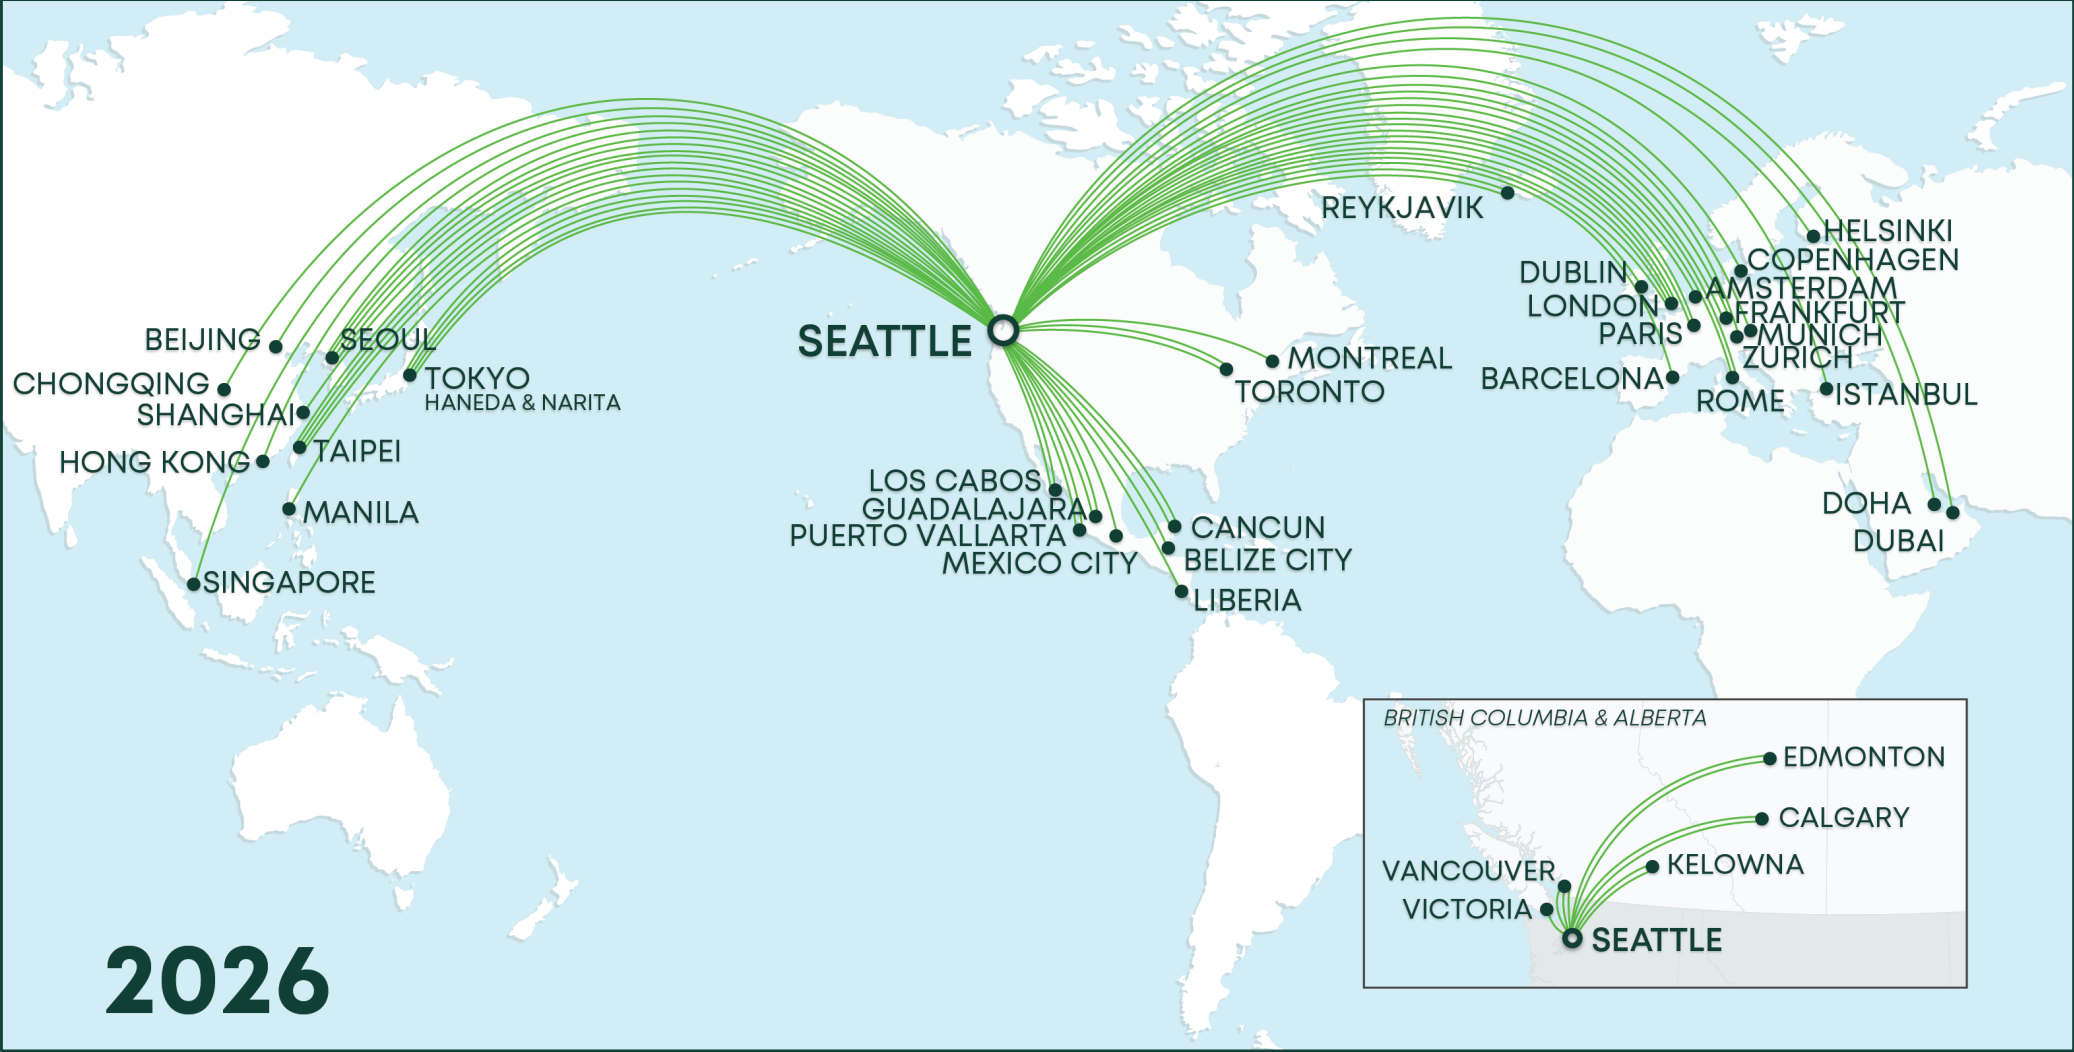 BEIJING
SEOUL
CHONGQING
TOKYO
HANEDA & NARITA
SHANGHAI
TAIPEI
HONG KONG
MANILA
SINGAPORE
SEATTLE
MONTREAL
TORONTO
LOS CABOS
GUADALAJARA
PUERTO VALLARTA
MEXICO CITY
CANCUN
BELIZE CITY
LIBERIA
REYKJAVIK
HELSINKI
COPENHAGEN
DUBLIN
AMSTERDAM
LONDON
FRANKFURT
PARIS
MUNICH
ZURICH
BARCELONA
ROME
ISTANBUL
DOHA
DUBAI
BRITISH COLUMBIA & ALBERTA
EDMONTON
CALGARY
KELOWNA
VANCOUVER
VICTORIA
SEATTLE
2026